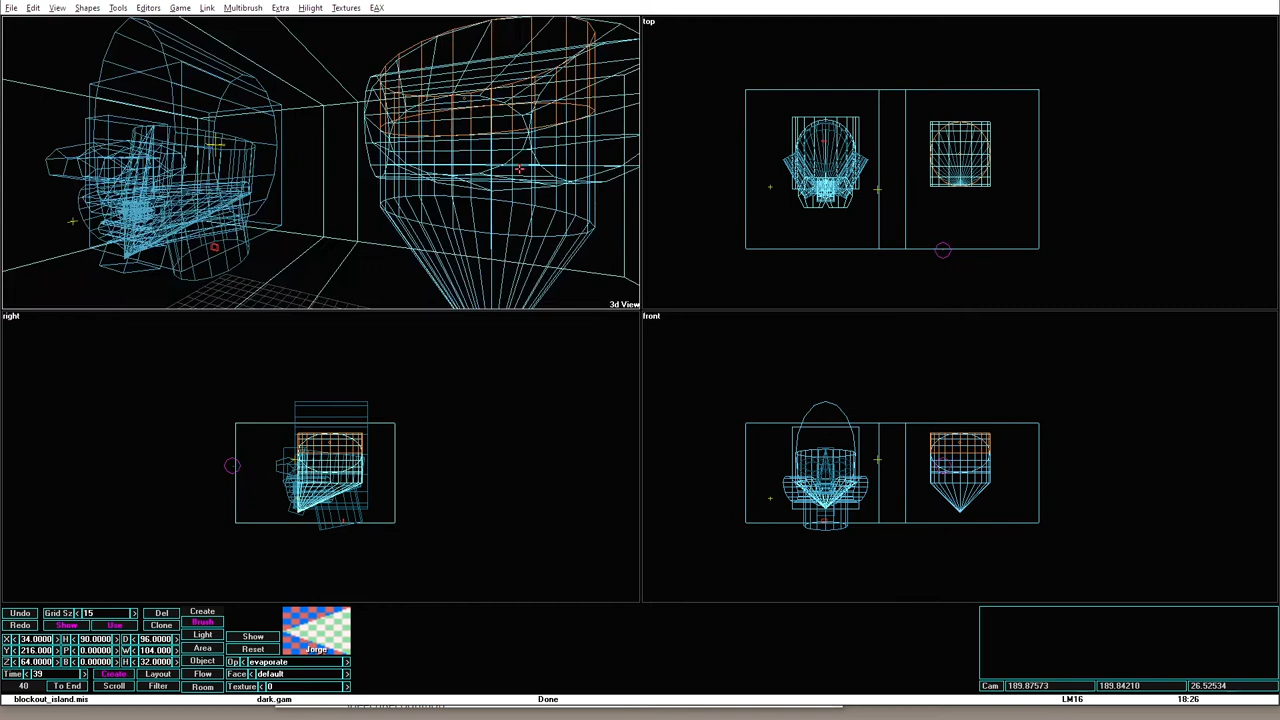 File Edit View Shapes Tools Editors Game Link Multibrush Extra Hilight Textures EAX
top
3d View
right
front
Undo Grid Sz < 15 > Del Create
Redo Show Use Clone Brush
X < 34.0000 > H < 90.0000 > D < 96.0000 > Light
Y < 216.000 > P < 0.00000 > W < 104.000 > Show
Z < 64.0000 > B < 0.00000 > H < 32.0000 > Area Reset Jorge
Object Op < evaporate >
Time < 39 > Create Layout Flow Face < default >
40 To End Scroll Filter Room Texture < 0 >
Cam 189.87573 189.84210 26.52534
blockout_island.mis dark.gam Done LM16 18:26